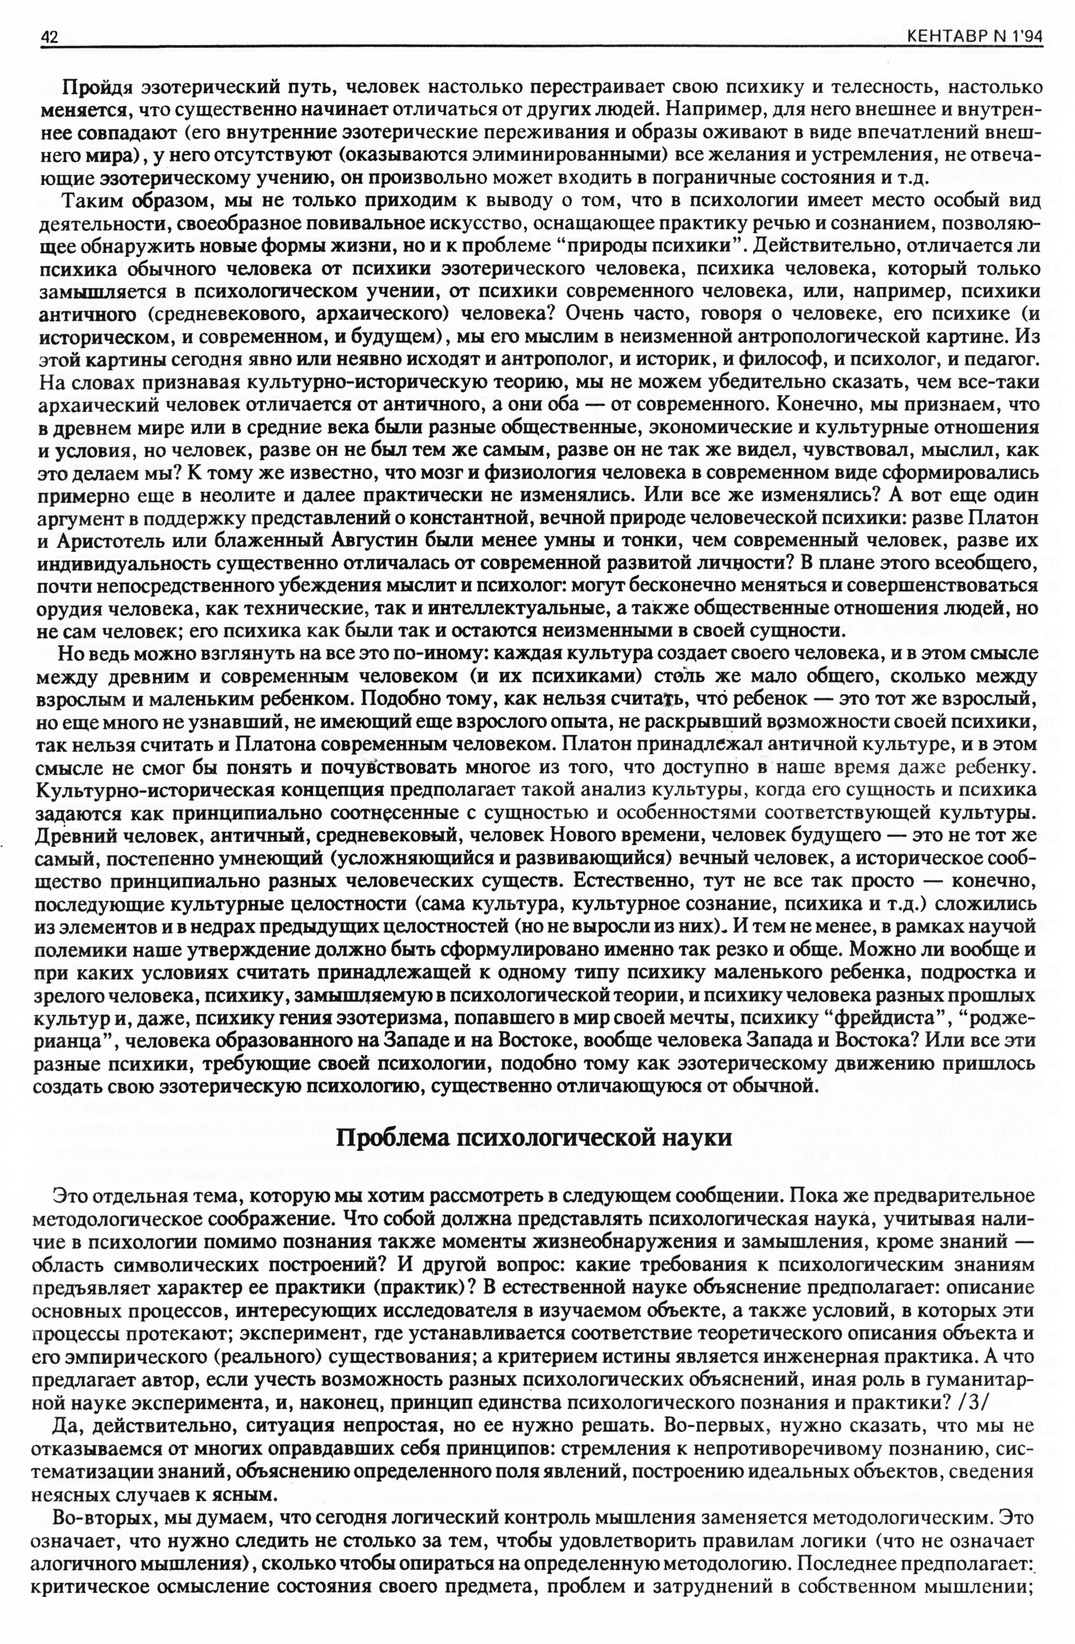 42
КЕНТАВР N 1'94
Пройдя эзотерический путь, человек настолько перестраивает свою психику и телесность, настолько
меняется, что существенно начинает отличаться от других людей. Например, для него внешнее и внутрен-
нее совпадают (его внутренние эзотерические переживания и образы оживают в виде впечатлений внеш-
него мира), у него отсутствуют (оказываются элиминированными) все желания и устремления, не отвеча-
ющие эзотерическому учению, он произвольно может входить в пограничные состояния и т.д.
Таким образом, мы не только приходим к выводу о том, что в психологии имеет место особый вид
деятельности, своеобразное повивальное искусство, оснащающее практику речью и сознанием, позволяю-
щее обнаружить новые формы жизни, но и к проблеме “природы психики”. Действительно, отличается ли
психика обычного человека от психики эзотерического человека, психика человека, который только
замышляется в психологическом учении, от психики современного человека, или, например, психики
античного (средневекового, архаического) человека? Очень часто, говоря о человеке, его психике (и
историческом, и современном, и будущем), мы его мыслим в неизменной антропологической картине. Из
этой картины сегодня явно или неявно исходят и антрополог, и историк, и философ, и психолог, и педагог.
На словах признавая культурно-историческую теорию, мы не можем убедительно сказать, чем все-таки
архаический человек отличается от античного, а они оба — от современного. Конечно, мы признаем, что
в древнем мире или в средние века были разные общественные, экономические и культурные отношения
и условия, но человек, разве он не был тем же самым, разве он не так же видел, чувствовал, мыслил, как
это делаем мы? К тому же известно, что мозг и физиология человека в современном виде сформировались
примерно еще в неолите и далее практически не изменялись. Или все же изменялись? А вот еще один
аргумент в поддержку представлений о константной, вечной природе человеческой психики: разве Платон
и Аристотель или блаженный Августин были менее умны и тонки, чем современный человек, разве их
индивидуальность существенно отличалась от современной развитой личности? В плане этого всеобщего,
почти непосредственного убеждения мыслит и психолог: могут бесконечно меняться и совершенствоваться
орудия человека, как технические, так и интеллектуальные, а также общественные отношения людей, но
не сам человек; его психика как были так и остаются неизменными в своей сущности.
Но ведь можно взглянуть на все это по-иному: каждая культура создает своего человека, и в этом смысле
между древним и современным человеком (и их психиками) столь же мало общего, сколько между
взрослым и маленьким ребенком. Подобно тому, как нельзя считать, что ребенок — это тот же взрослый,
но еще много не узнавший, не имеющий еще взрослого опыта, не раскрывший возможности своей психики,
так нельзя считать и Платона современным человеком. Платон принадлежал античной культуре, и в этом
смысле не смог бы понять и почувствовать многое из того, что доступно в наше время даже ребенку.
Культурно-историческая концепция предполагает такой анализ культуры, когда его сущность и психика
задаются как принципиально соотнесенные с сущностью и особенностями соответствующей культуры.
Древний человек, античный, средневековый, человек Нового времени, человек будущего — это не тот же
самый, постепенно умнеющий (усложняющийся и развивающийся) вечный человек, а историческое сооб-
щество принципиально разных человеческих существ. Естественно, тут не все так просто — конечно,
последующие культурные целостности (сама культура, культурное сознание, психика и т.д.) сложились
из элементов и в недрах предыдущих целостностей (но не выросли из них). И тем не менее, в рамках научой
полемики наше утверждение должно быть сформулировано именно так резко и обще. Можно ли вообще и
при каких условиях считать принадлежащей к одному типу психику маленького ребенка, подростка и
зрелого человека, психику, замышляемую в психологической теории, и психику человека разных прошлых
культур и, даже, психику гения эзотеризма, попавшего в мир своей мечты, психику “фрейдиста”, “родже-
рианца”, человека образованного на Западе и на Востоке, вообще человека Запада и Востока? Или все эти
разные психики, требующие своей психологии, подобно тому как эзотерическому движению пришлось
создать свою эзотерическую психологию, существенно отличающуюся от обычной.
Проблема психологической науки
Это отдельная тема, которую мы хотим рассмотреть в следующем сообщении. Пока же предварительное
методологическое соображение. Что собой должна представлять психологическая наука, учитывая нали-
чие в психологии помимо познания также моменты жизнеобнаружения и замышления, кроме знаний —
область символических построений? И другой вопрос: какие требования к психологическим знаниям
предъявляет характер ее практики (практик)? В естественной науке объяснение предполагает: описание
основных процессов, интересующих исследователя в изучаемом объекте, а также условий, в которых эти
процессы протекают; эксперимент, где устанавливается соответствие теоретического описания объекта и
его эмпирического (реального) существования; а критерием истины является инженерная практика. А что
предлагает автор, если учесть возможность разных психологических объяснений, иная роль в гуманитар-
ной науке эксперимента, и, наконец, принцип единства психологического познания и практики? /3/
Да, действительно, ситуация непростая, но ее нужно решать. Во-первых, нужно сказать, что мы не
отказываемся от многих оправдавших себя принципов: стремления к непротиворечивому познанию, сис-
тематизации знаний, объяснению определенного поля явлений, построению идеальных объектов, сведения
неясных случаев к ясным.
Во-вторых, мы думаем, что сегодня логический контроль мышления заменяется методологическим. Это
означает, что нужно следить не столько за тем, чтобы удовлетворить правилам логики (что не означает
алогичного мышления), сколько чтобы опираться на определенную методологию. Последнее предполагает:
критическое осмысление состояния своего предмета, проблем и затруднений в собственном мышлении;